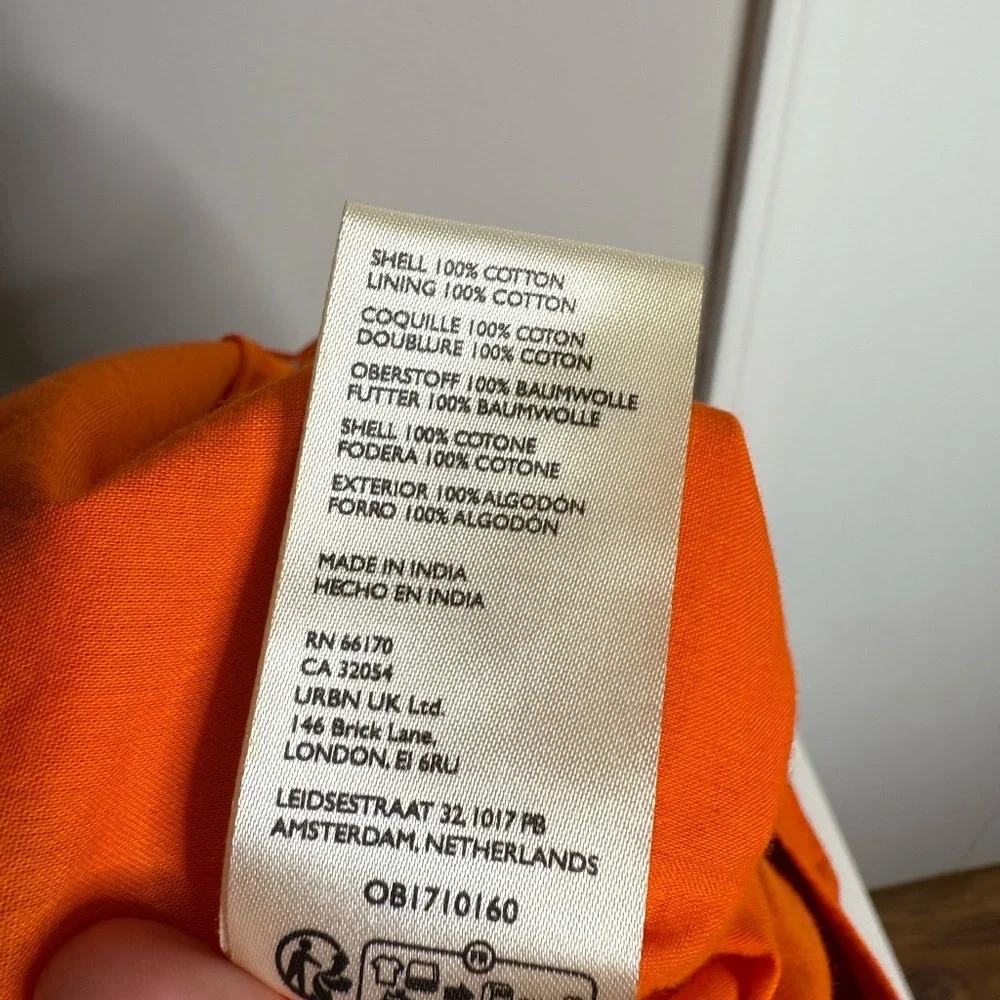 SHELL 100% COTTON
LINING 100% COTTON
COQUILLE 100% COTON
DOUBLURE 100% COTON
OBERSTOFF 100% BAUMWOLLE
FUTTER 100% BAUMWOLLE
SHELL 100% COTONE
FODERA 100% COTONE
EXTERIOR 100% ALGODÓN
FORRO 100% ALGODÓN
MADE IN INDIA
HECHO EN INDIA
RN 66170
CA 32054
URBN UK Ltd.
146 Brick Lane,
LONDON, E1 6RU
LEIDSESTRAAT 32, 1017 PB
AMSTERDAM, NETHERLANDS
OB1710160
FR